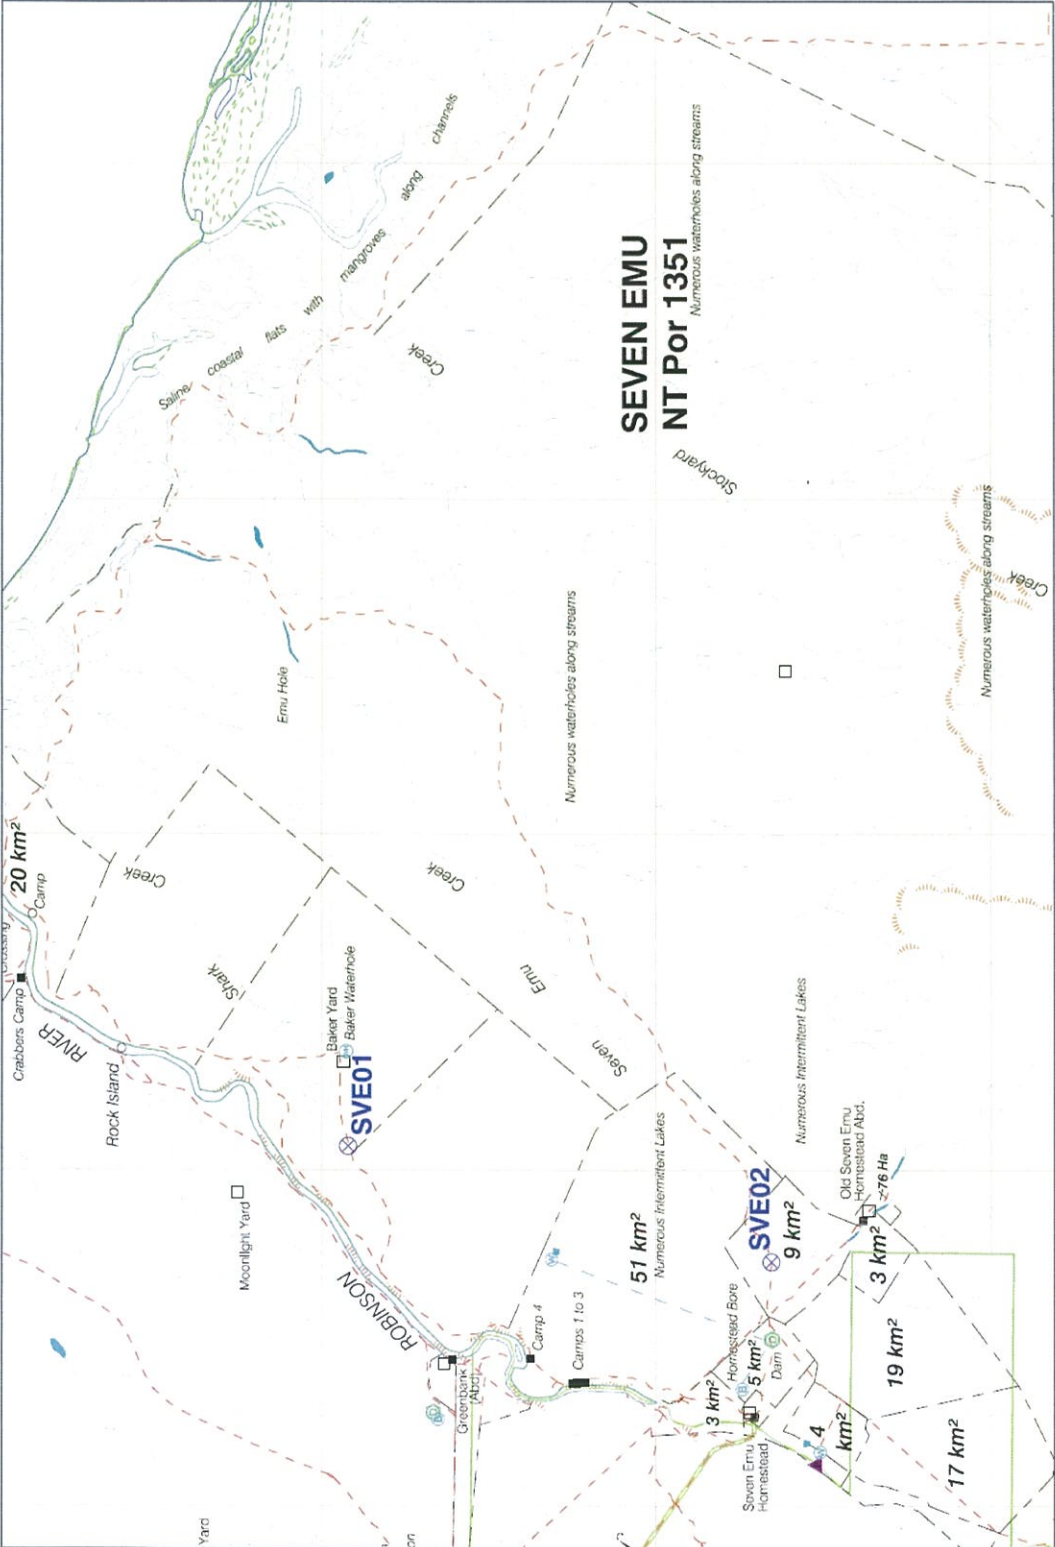 channels
along
mangroves
with
flats
coastal
Saline
Creek
SEVEN EMU
NT Por 1351
Numerous waterholes along streams
Stockyard
Numerous waterholes along streams
Creek
Numerous waterholes along streams
Emu Hole
20 km²
Camp
Crossing
Crabbers Camp
Creek
Shark
Creek
Emu
Seven
RIVER
Rock Island
Baker Yard
Baker Waterhole
SVE01
Moonlight Yard
ROBINSON
Numerous Intermittent Lakes
51 km²
Numerous Intermittent Lakes
SVE02
9 km²
Old Seven Emu
Homestead Abd.
76 Ha
3 km²
Camp 4
Camps 1 to 3
Greenbank
(Abd)
Homestead Bore
5 km²
Dam
3 km²
Seven Emu
Homestead
4
km²
19 km²
17 km²
Yard
on